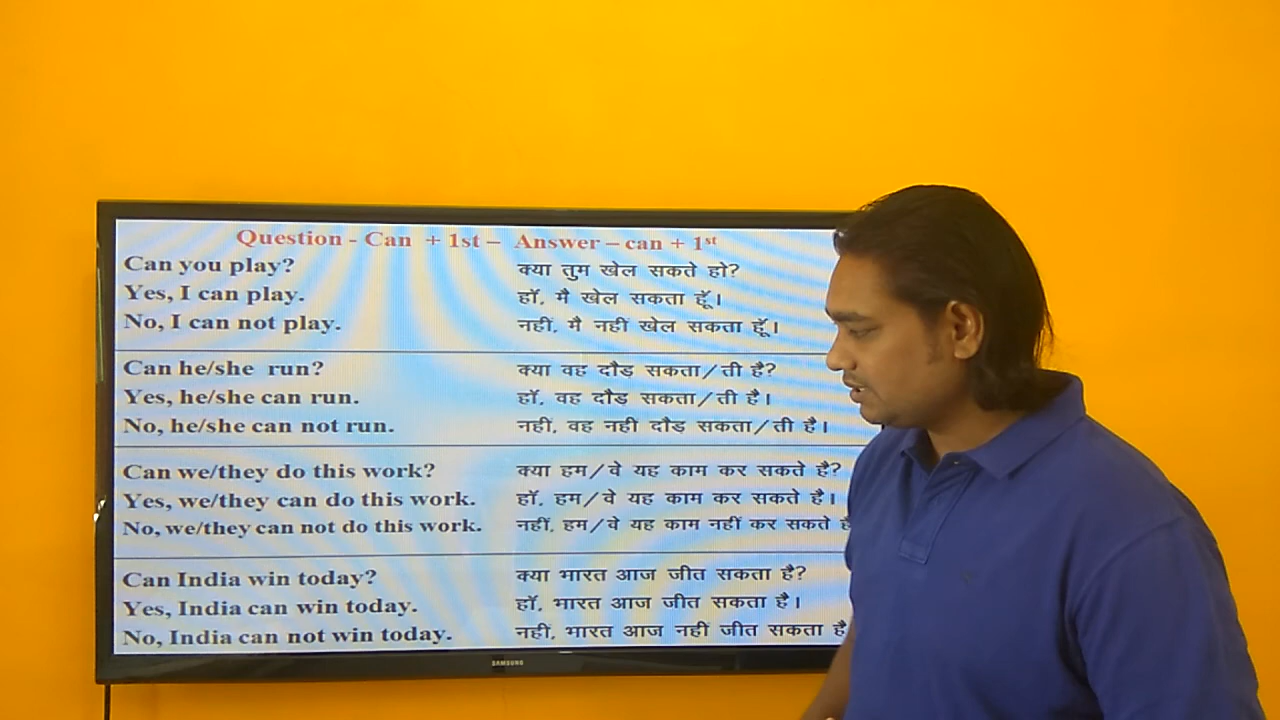 Question - Can + 1st – Answer – can + 1st
Can you play? क्या तुम खेल सकते हो?
Yes, I can play. हॉ, मै खेल सकता हूॅ।
No, I can not play. नहीं, मै नहीं खेल सकता हूॅ।
Can he/she run? क्या वह दौड़ सकता/ती है?
Yes, he/she can run. हॉ, वह दौड़ सकता/ती है।
No, he/she can not run. नहीं, वह नही दौड़ सकता/ती है।
Can we/they do this work? क्या हम/वे यह काम कर सकते है?
Yes, we/they can do this work. हॉ, हम/वे यह काम कर सकते है।
No, we/they can not do this work. नहीं, हम/वे यह काम नहीं कर सकते है
Can India win today? क्या भारत आज जीत सकता है?
Yes, India can win today. हॉ, भारत आज जीत सकता है।
No, India can not win today. नहीं, भारत आज नही जीत सकता है
SAMSUNG